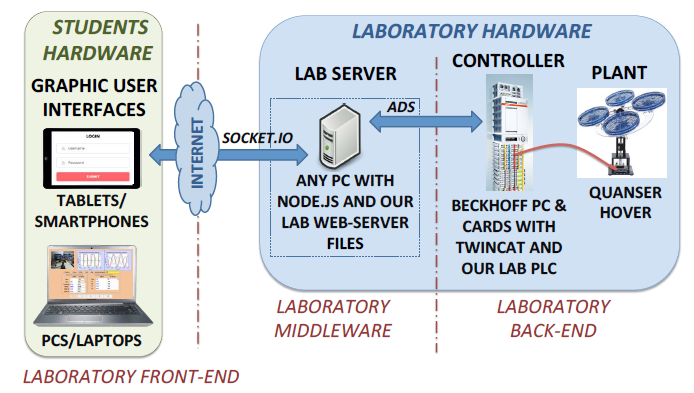 STUDENTS
HARDWARE
GRAPHIC USER
INTERFACES
LOGIN
Username
Password
SUBMIT
TABLETS/
SMARTPHONES
PCS/LAPTOPS
LABORATORY FRONT-END
INTERNET
SOCKET.IO
LABORATORY HARDWARE
LAB SERVER
ADS
ANY PC WITH
NODE.JS AND OUR
LAB WEB-SERVER
FILES
LABORATORY
MIDDLEWARE
CONTROLLER
BECKHOFF PC &
CARDS WITH
TWINCAT AND
OUR LAB PLC
PLANT
QUANSER
HOVER
LABORATORY
BACK-END